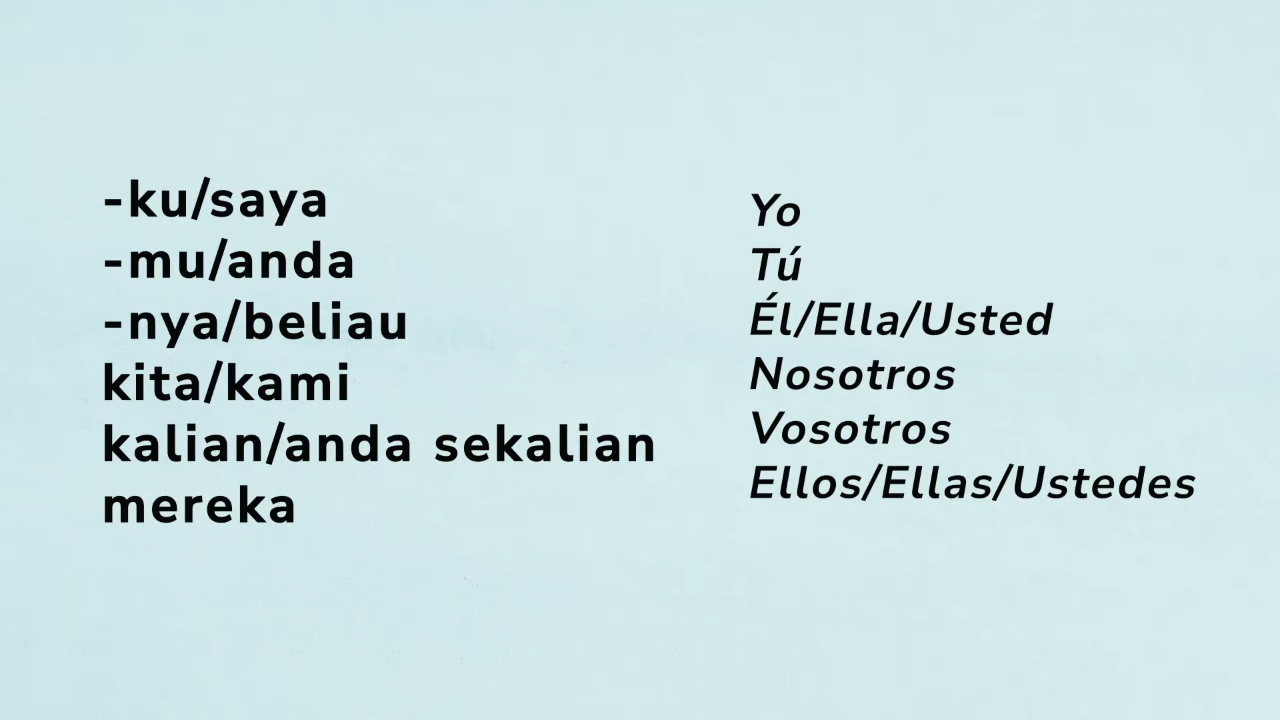 -ku/saya
-mu/anda
-nya/beliau
kita/kami
kalian/anda sekalian
mereka
Yo
Tú
Él/Ella/Usted
Nosotros
Vosotros
Ellos/Ellas/Ustedes